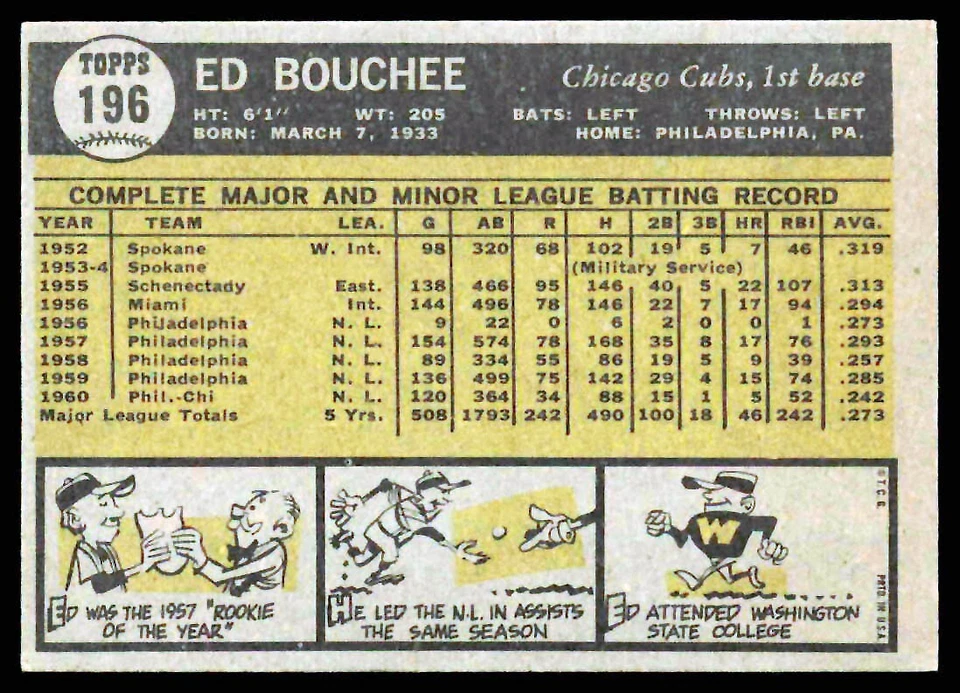 TOPPS
196
ED BOUCHEE
Chicago Cubs, 1st base
HT: 6'1" WT: 205 BATS: LEFT THROWS: LEFT
BORN: MARCH 7, 1933 HOME: PHILADELPHIA, PA.
COMPLETE MAJOR AND MINOR LEAGUE BATTING RECORD
YEAR TEAM LEA. G AB R H 2B 3B HR RBI AVG.
1952 Spokane W. Int. 98 320 68 102 19 5 7 46 .319
1953-4 Spokane (Military Service)
1955 Schenectady East. 138 466 95 146 40 5 22 107 .313
1956 Miami Int. 144 496 78 146 22 7 17 94 .294
1956 Philadelphia N. L. 9 22 0 6 2 0 0 1 .273
1957 Philadelphia N. L. 154 574 78 168 35 8 17 76 .293
1958 Philadelphia N. L. 89 334 55 86 19 5 9 39 .257
1959 Philadelphia N. L. 136 499 75 142 29 4 15 74 .285
1960 Phil.-Chi N. L. 120 364 34 88 15 1 5 52 .242
Major League Totals 5 Yrs. 508 1793 242 490 100 18 46 242 .273
ED WAS THE 1957 "ROOKIE
OF THE YEAR"
HE LED THE N.L. IN ASSISTS
THE SAME SEASON
W
ED ATTENDED WASHINGTON
STATE COLLEGE
© T.C.G.
PRTD IN U.S.A.